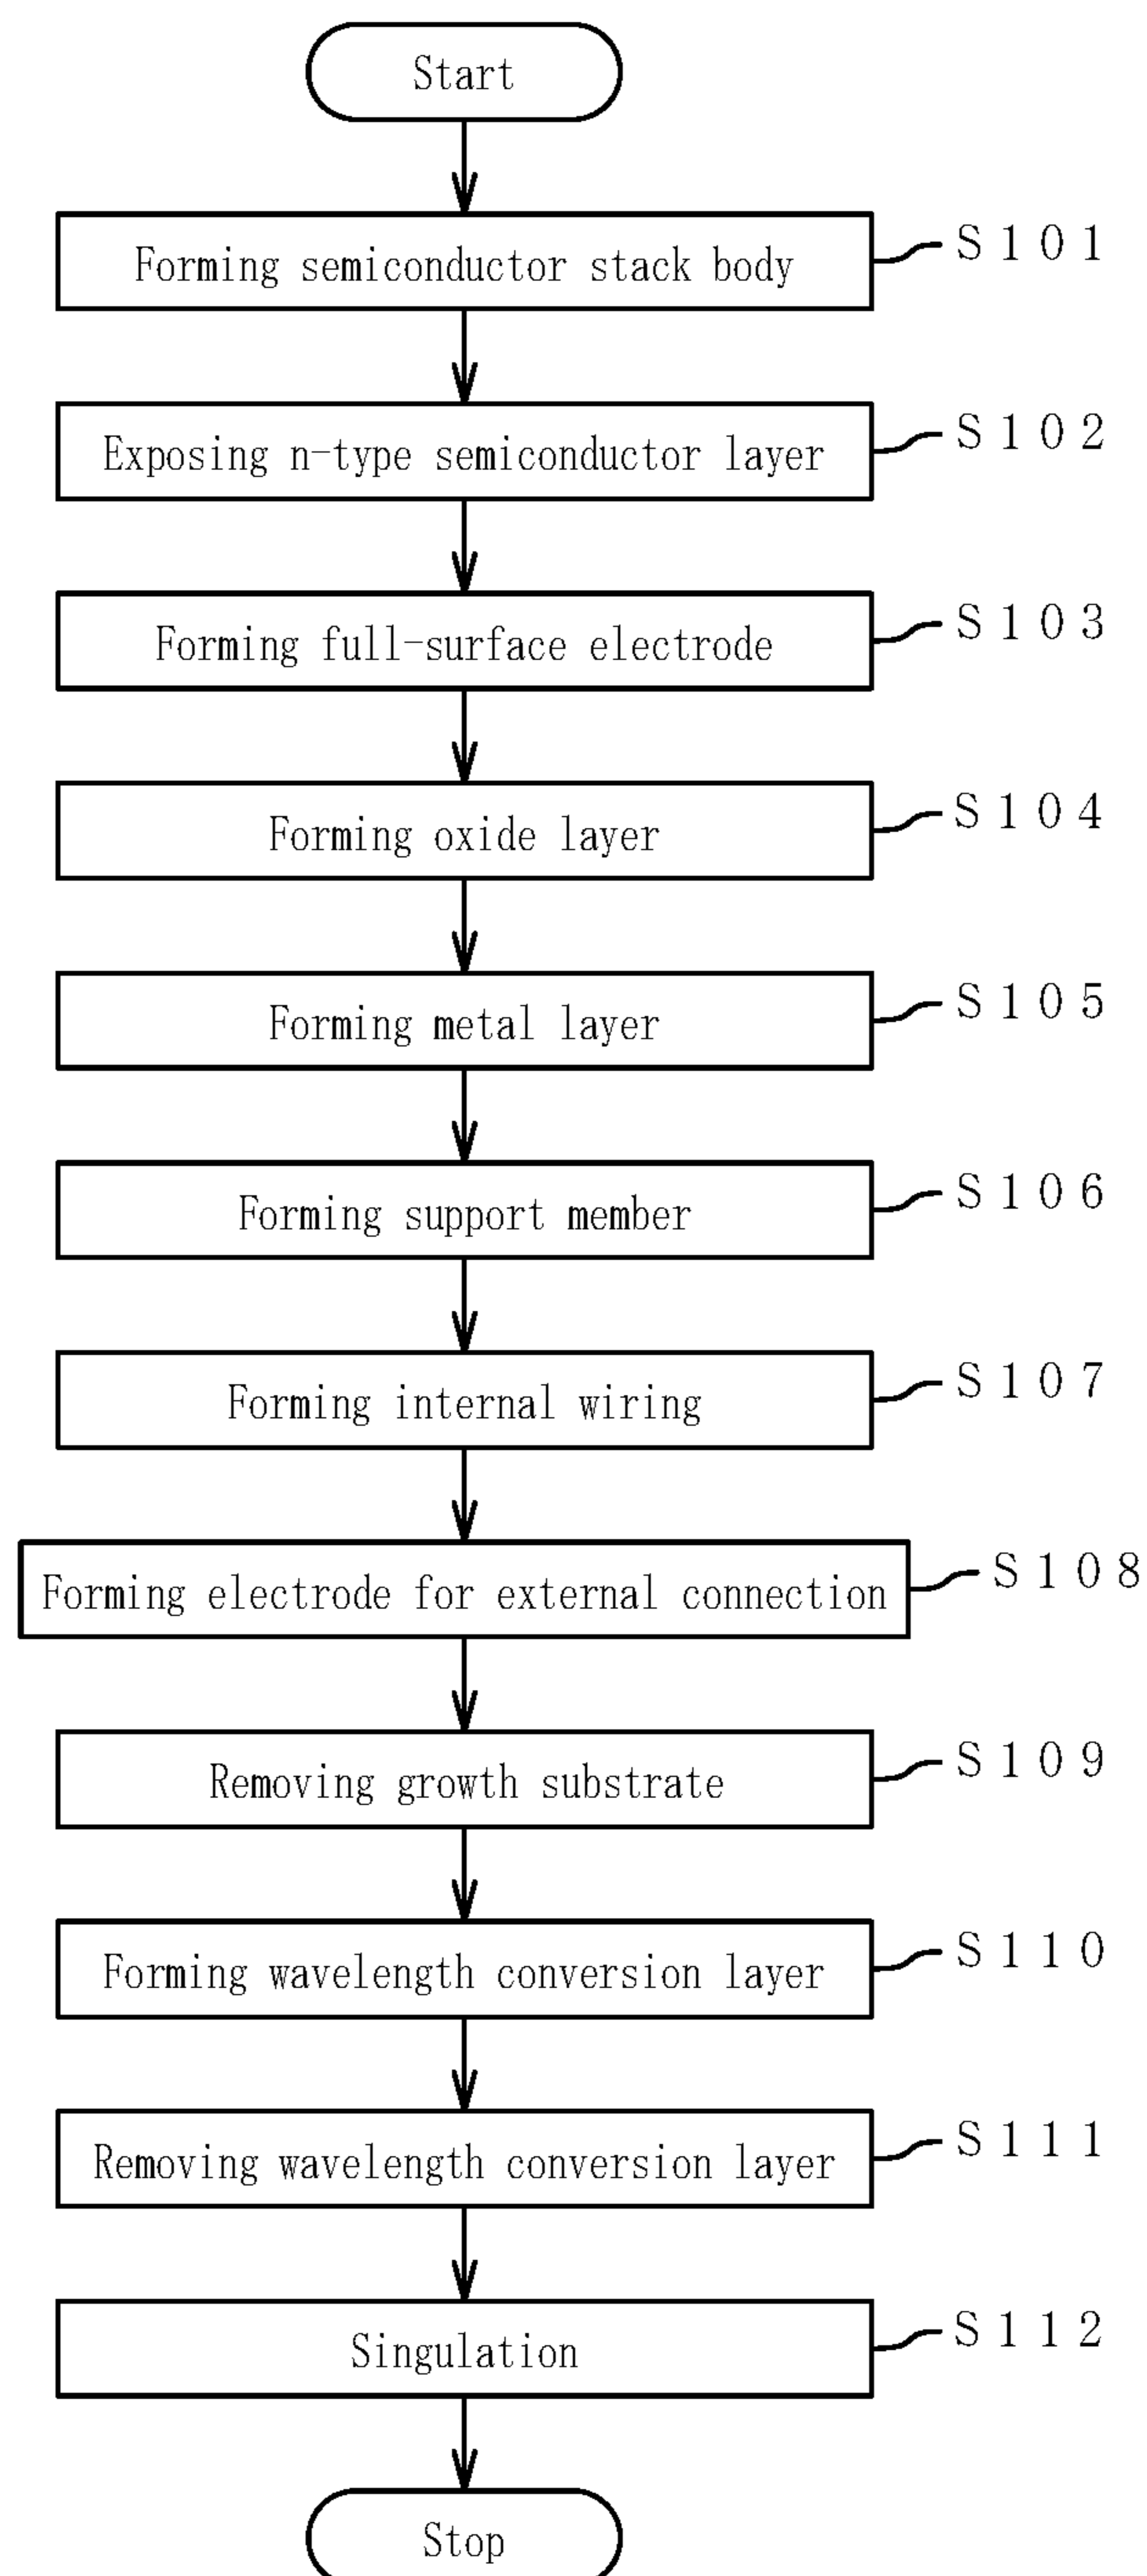 Start
Forming semiconductor stack body
S101
Exposing n-type semiconductor layer
S102
Forming full-surface electrode
S103
Forming oxide layer
S104
Forming metal layer
S105
Forming support member
S106
Forming internal wiring
S107
Forming electrode for external connection
S108
Removing growth substrate
S109
Forming wavelength conversion layer
S110
Removing wavelength conversion layer
S111
Singulation
S112
Stop